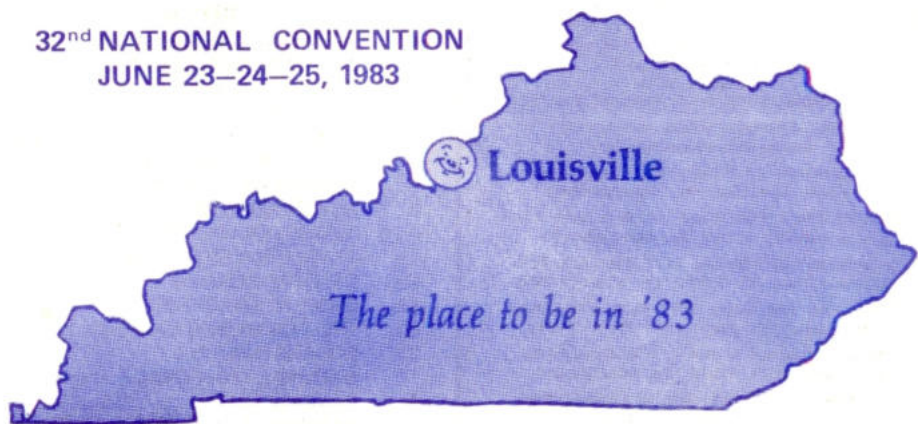 32nd NATIONAL CONVENTION
JUNE 23–24–25, 1983
Louisville
The place to be in '83